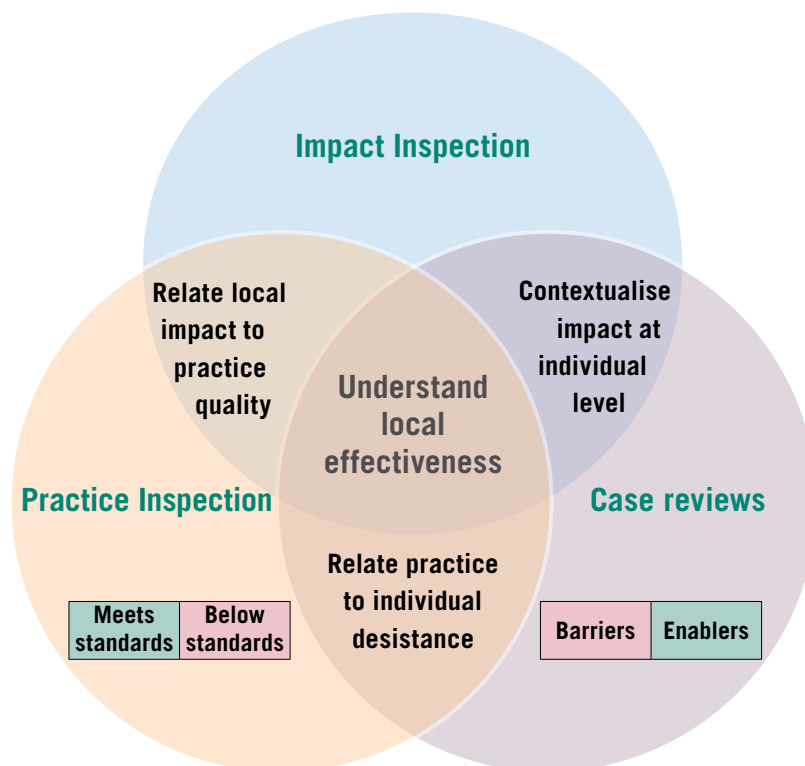 Impact Inspection
Relate local
impact to
practice
quality
Contextualise
impact at
individual
level
Understand
local
effectiveness
Practice Inspection
Case reviews
Relate practice
to individual
desistance
Meets
standards
Below
standards
Barriers
Enablers